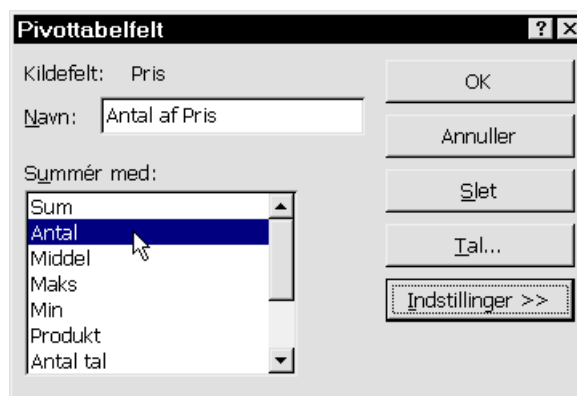 Pivottabelfelt
Kildefelt: Pris
Navn: Antal af Pris
Summér med:
Sum
Antal
Middel
Maks
Min
Produkt
Antal tal
OK
Annuller
Slet
Tal...
Indstillinger >>